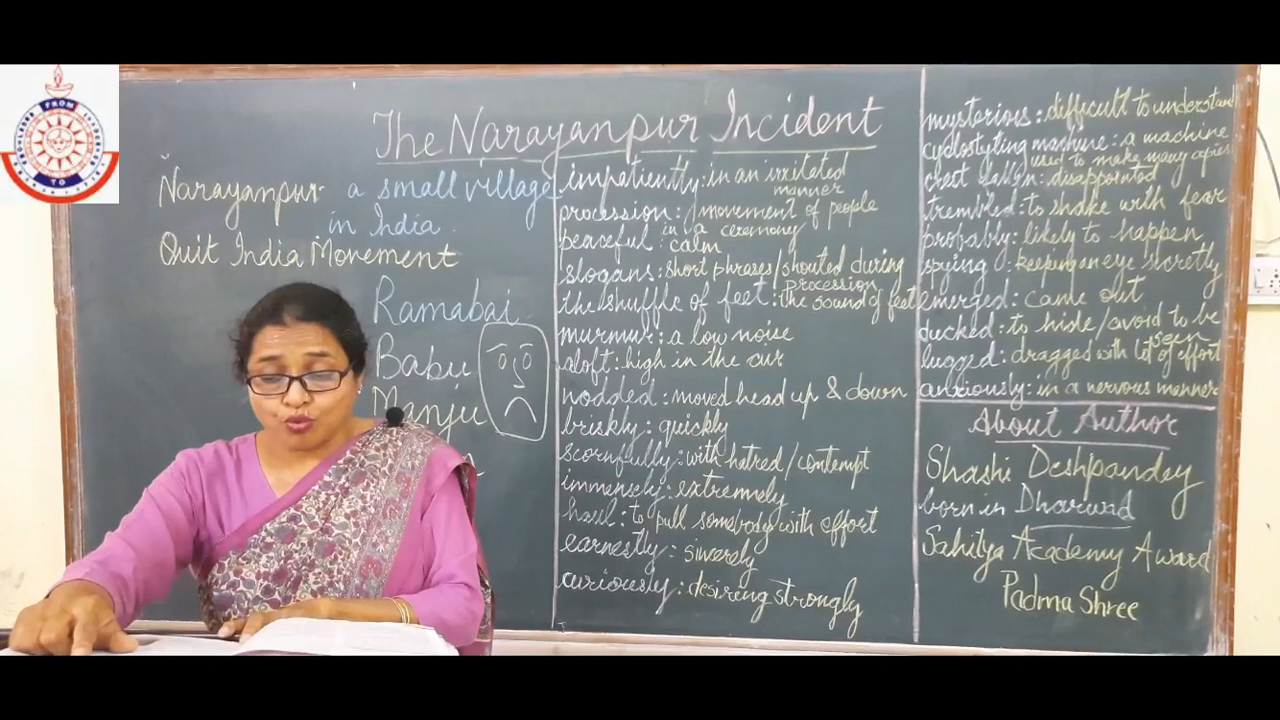 The Narayanpur Incident
Narayanpur a small village
in India.
Quit India Movement
Ramabai
Babu
Manju
impatiently: in an irritated
manner
procession: movement of people
in a ceremony
peaceful: calm
slogans: short phrases/shouted during
procession
the shuffle of feet: the sound of feet
murmur: a low noise
aloft: high in the air
nodded: moved head up & down
briskly: quickly
scornfully: with hatred/contempt
immensely: extremely
haul: to pull somebody with effort
earnestly: sincerely
curiously: desiring strongly
mysterious: difficult to understand
cyclostyling machine: a machine
used to make many copies
disappointed
trembled: to shake with fear
probably: likely to happen
spying: keeping an eye secretly
emerged: came out
ducked: to hide/avoid to be
seen
lugged: dragged with lot of effort
anxiously: in a nervous manner
About Author
Shashi Deshpandey
born in Dharwad
Sahitya Academy Award
Padma Shree